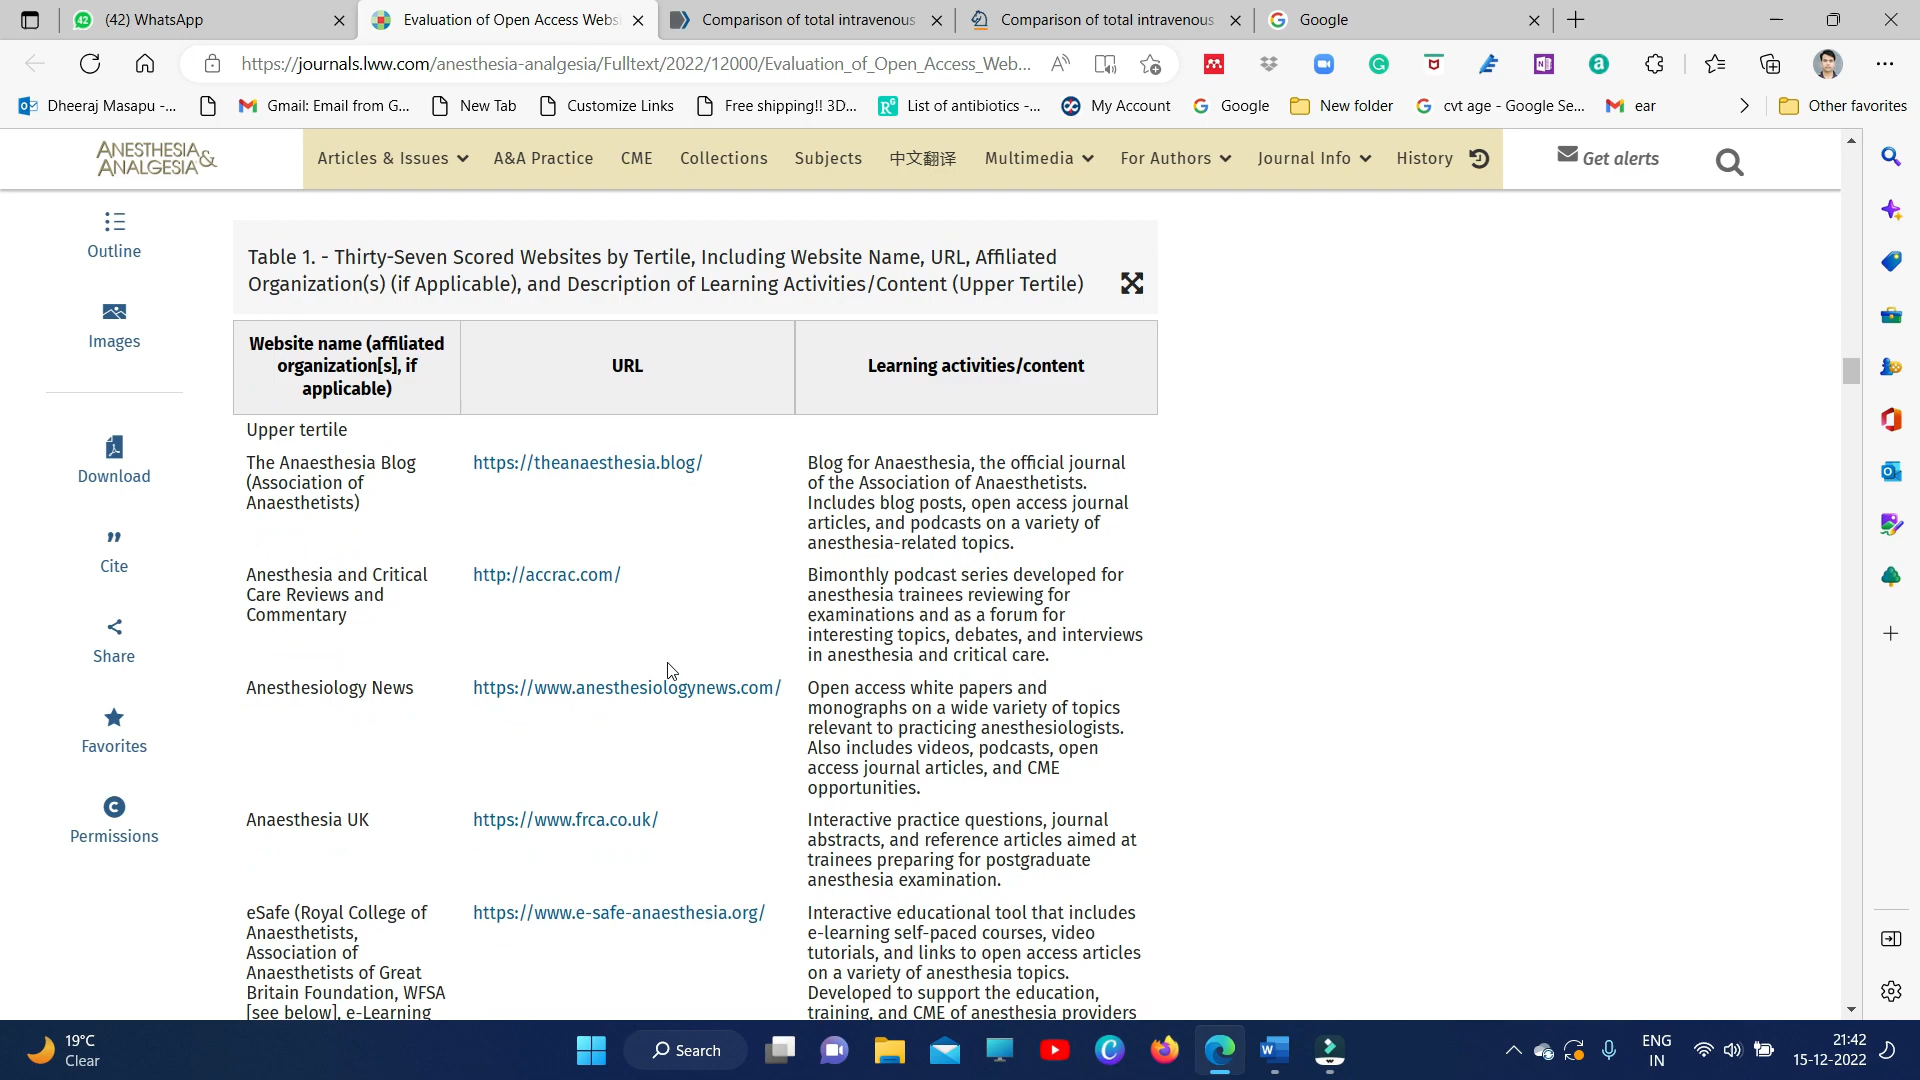 (42) WhatsApp
Evaluation of Open Access Websi
Comparison of total intravenous
Comparison of total intravenous
Google
https://journals.lww.com/anesthesia-analgesia/Fulltext/2022/12000/Evaluation_of_Open_Access_Web...
Dheeraj Masapu -...
Gmail: Email from G...
New Tab
Customize Links
Free shipping!! 3D...
List of antibiotics -...
My Account
Google
New folder
cvt age - Google Se...
ear
Other favorites
ANESTHESIA &
ANALGESIA
Articles & Issues
A&A Practice
CME
Collections
Subjects
中文翻译
Multimedia
For Authors
Journal Info
History
Get alerts
Outline
Images
Download
Cite
Share
Favorites
Permissions
Table 1. - Thirty-Seven Scored Websites by Tertile, Including Website Name, URL, Affiliated
Organization(s) (if Applicable), and Description of Learning Activities/Content (Upper Tertile)
Website name (affiliated
organization[s], if
applicable)
URL
Learning activities/content
Upper tertile
The Anaesthesia Blog
(Association of
Anaesthetists)
https://theanaesthesia.blog/
Blog for Anaesthesia, the official journal
of the Association of Anaesthetists.
Includes blog posts, open access journal
articles, and podcasts on a variety of
anesthesia-related topics.
Anesthesia and Critical
Care Reviews and
Commentary
http://accrac.com/
Bimonthly podcast series developed for
anesthesia trainees reviewing for
examinations and as a forum for
interesting topics, debates, and interviews
in anesthesia and critical care.
Anesthesiology News
https://www.anesthesiologynews.com/
Open access white papers and
monographs on a wide variety of topics
relevant to practicing anesthesiologists.
Also includes videos, podcasts, open
access journal articles, and CME
opportunities.
Anaesthesia UK
https://www.frca.co.uk/
Interactive practice questions, journal
abstracts, and reference articles aimed at
trainees preparing for postgraduate
anesthesia examination.
eSafe (Royal College of
Anaesthetists,
Association of
Anaesthetists of Great
Britain Foundation, WFSA
[see below], e-Learning
https://www.e-safe-anaesthesia.org/
Interactive educational tool that includes
e-learning self-paced courses, video
tutorials, and links to open access articles
on a variety of anesthesia topics.
Developed to support the education,
training, and CME of anesthesia providers
19°C
Clear
Search
ENG
IN
21:42
15-12-2022